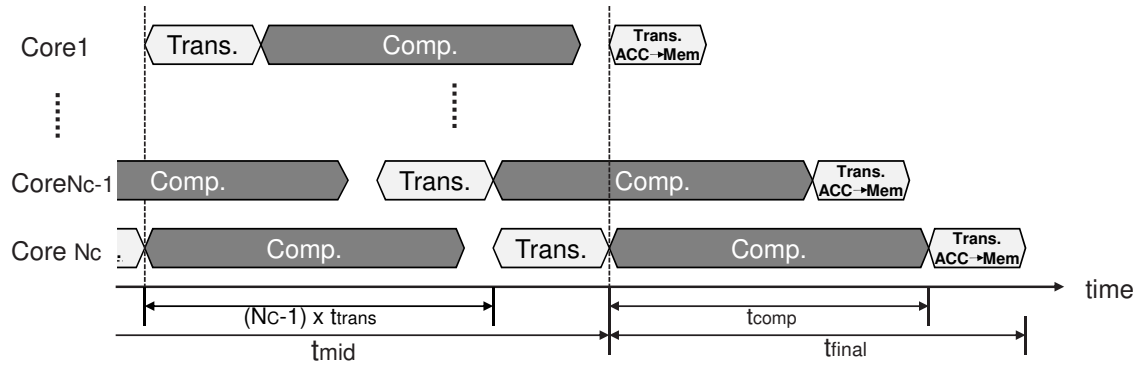 Core1
Trans.
Comp.
Trans.
ACC→Mem
CoreNc-1
Comp.
Trans.
Comp.
Trans.
ACC→Mem
Core Nc
.
Comp.
Trans.
Comp.
Trans.
ACC→Mem
time
(NC-1) x ttrans
tcomp
tmid
tfinal